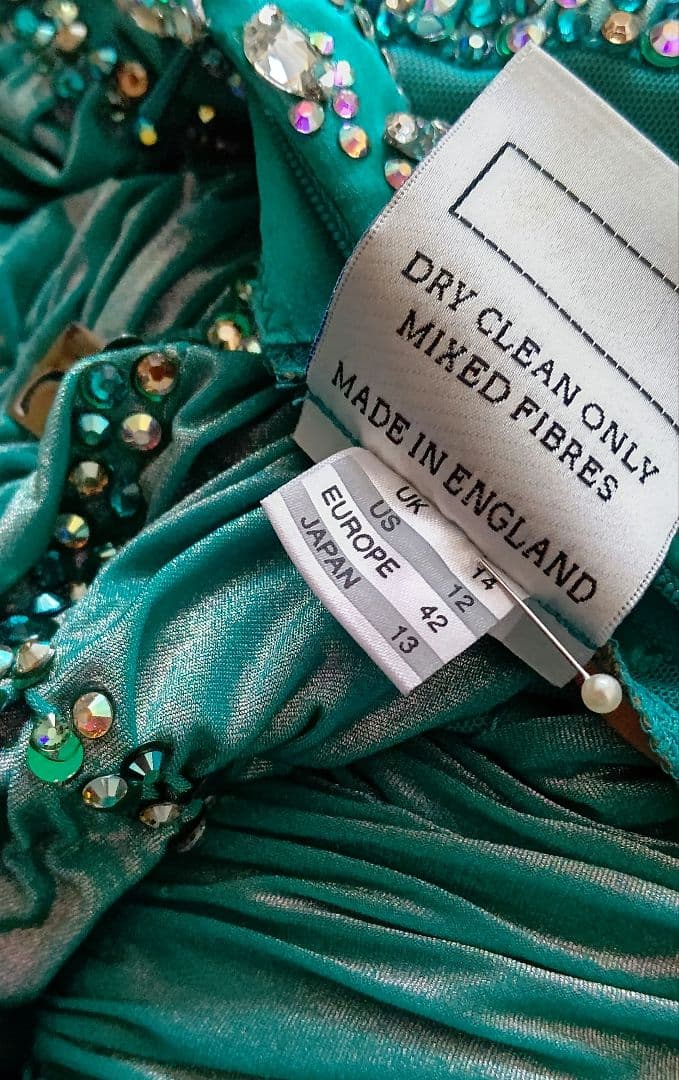 DRY CLEAN ONLY
MIXED FIBRES
MADE IN ENGLAND
UK 14
US 12
EUROPE 42
JAPAN 13